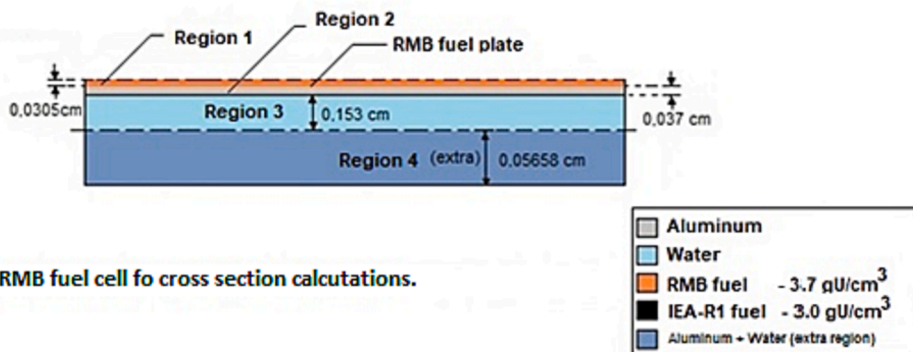 Region 2
Region 1
RMB fuel plate
0,0305cm
Region 3
0.153 cm
0,037 cm
Region 4 (extra)
0.05658 cm
Aluminum
Water
RMB fuel - 3.7 gU/cm³
IEA-R1 fuel - 3.0 gU/cm³
Aluminum + Water (extra region)
RMB fuel cell fo cross section calcutations.